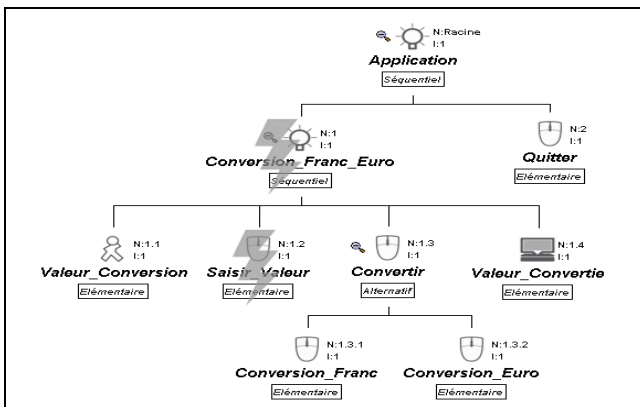 N:Racine
I:1
Application
Séquentiel
N:1
I:1
Conversion_Franc_Euro
Séquentiel
N:2
I:1
Quitter
Elémentaire
N:1.1
I:1
Valeur_Conversion
Elémentaire
N:1.2
I:1
Saisir_Valeur
Elémentaire
N:1.3
I:1
Convertir
Alternatif
N:1.4
I:1
Valeur_Convertie
Elémentaire
N:1.3.1
I:1
Conversion_Franc
Elémentaire
N:1.3.2
I:1
Conversion_Euro
Elémentaire